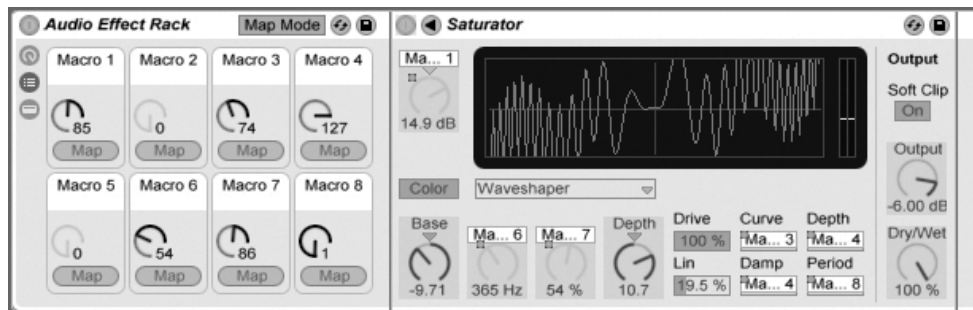 Audio Effect Rack
Map Mode
Macro 1
Macro 2
Macro 3
Macro 4
85
0
74
127
Map
Map
Map
Map
Macro 5
Macro 6
Macro 7
Macro 8
0
54
86
1
Map
Map
Map
Map
Saturator
Ma... 1
14.9 dB
Color
Waveshaper
Base
-9.71
Ma... 6
365 Hz
Ma... 7
54 %
Depth
10.7
Drive
Curve
Depth
100 %
Ma... 3
Ma... 4
Lin
Damp
Period
19.5 %
Ma... 4
Ma... 8
Output
Soft Clip
On
Output
-6.00 dB
Dry/Wet
100 %